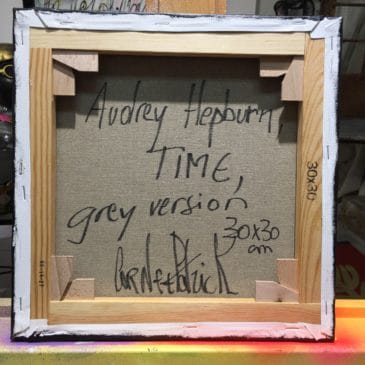 Audrey Hepburn,
TIME,
grey version
30x30
cm
30x30